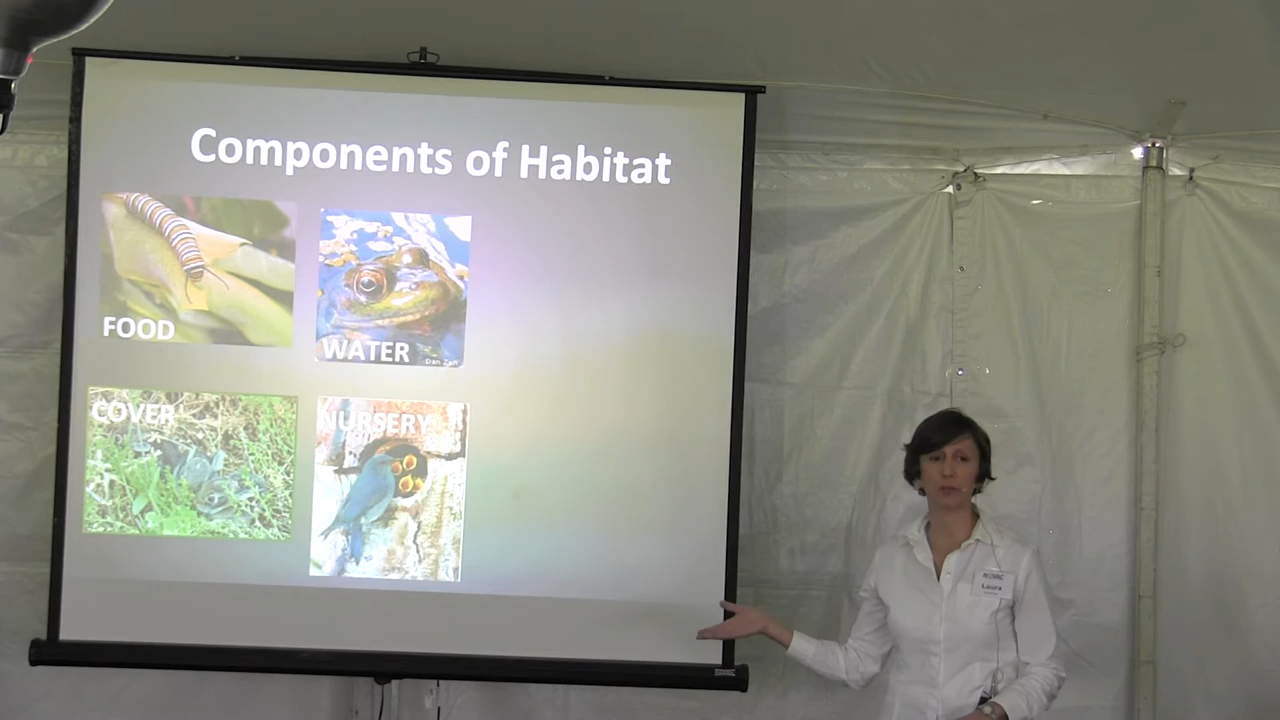 Components of Habitat
FOOD
WATER
COVER
NURSERY
Laura